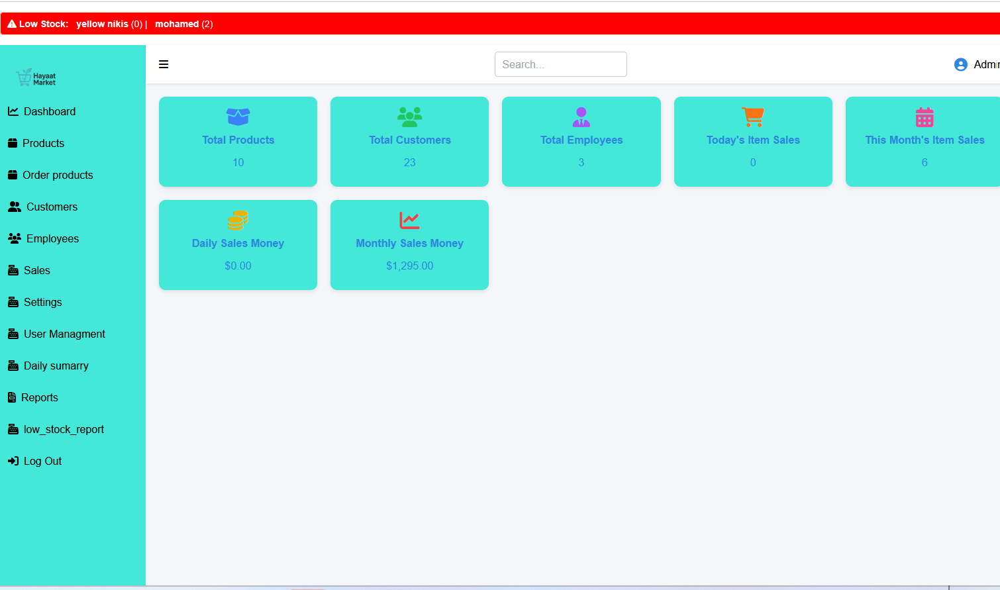 Low Stock: yellow nikis (0) | mohamed (2)
Hayaat
Market
Search...
Admin
Dashboard
Products
Order products
Customers
Employees
Sales
Settings
User Managment
Daily sumarry
Reports
low_stock_report
Log Out
Total Products
10
Total Customers
23
Total Employees
3
Today's Item Sales
0
This Month's Item Sales
6
Daily Sales Money
$0.00
Monthly Sales Money
$1,295.00